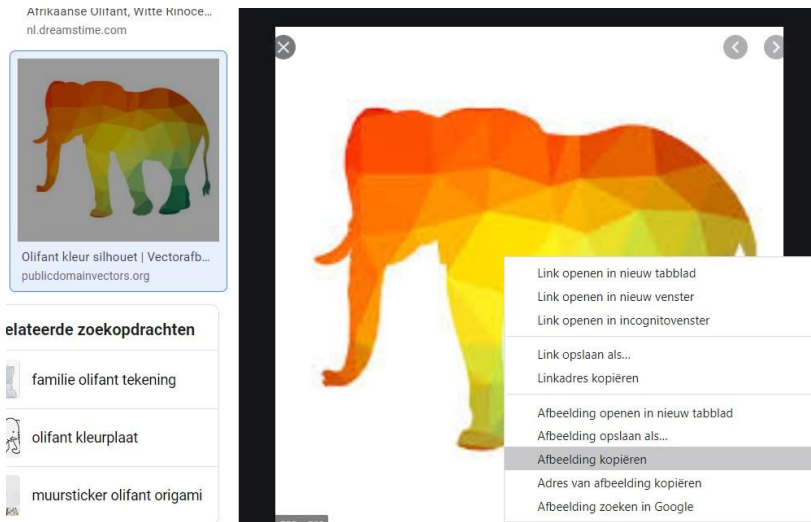 Afrikaanse Olifant, Witte Rinoce...
nl.dreamstime.com
Olifant kleur silhouet | Vectorafb...
publicdomainvectors.org
elateerde zoekopdrachten
familie olifant tekening
olifant kleurplaat
muursticker olifant origami
Link openen in nieuw tabblad
Link openen in nieuw venster
Link openen in incognitovenster
Link opslaan als...
Linkadres kopiëren
Afbeelding openen in nieuw tabblad
Afbeelding opslaan als...
Afbeelding kopiëren
Adres van afbeelding kopiëren
Afbeelding zoeken in Google